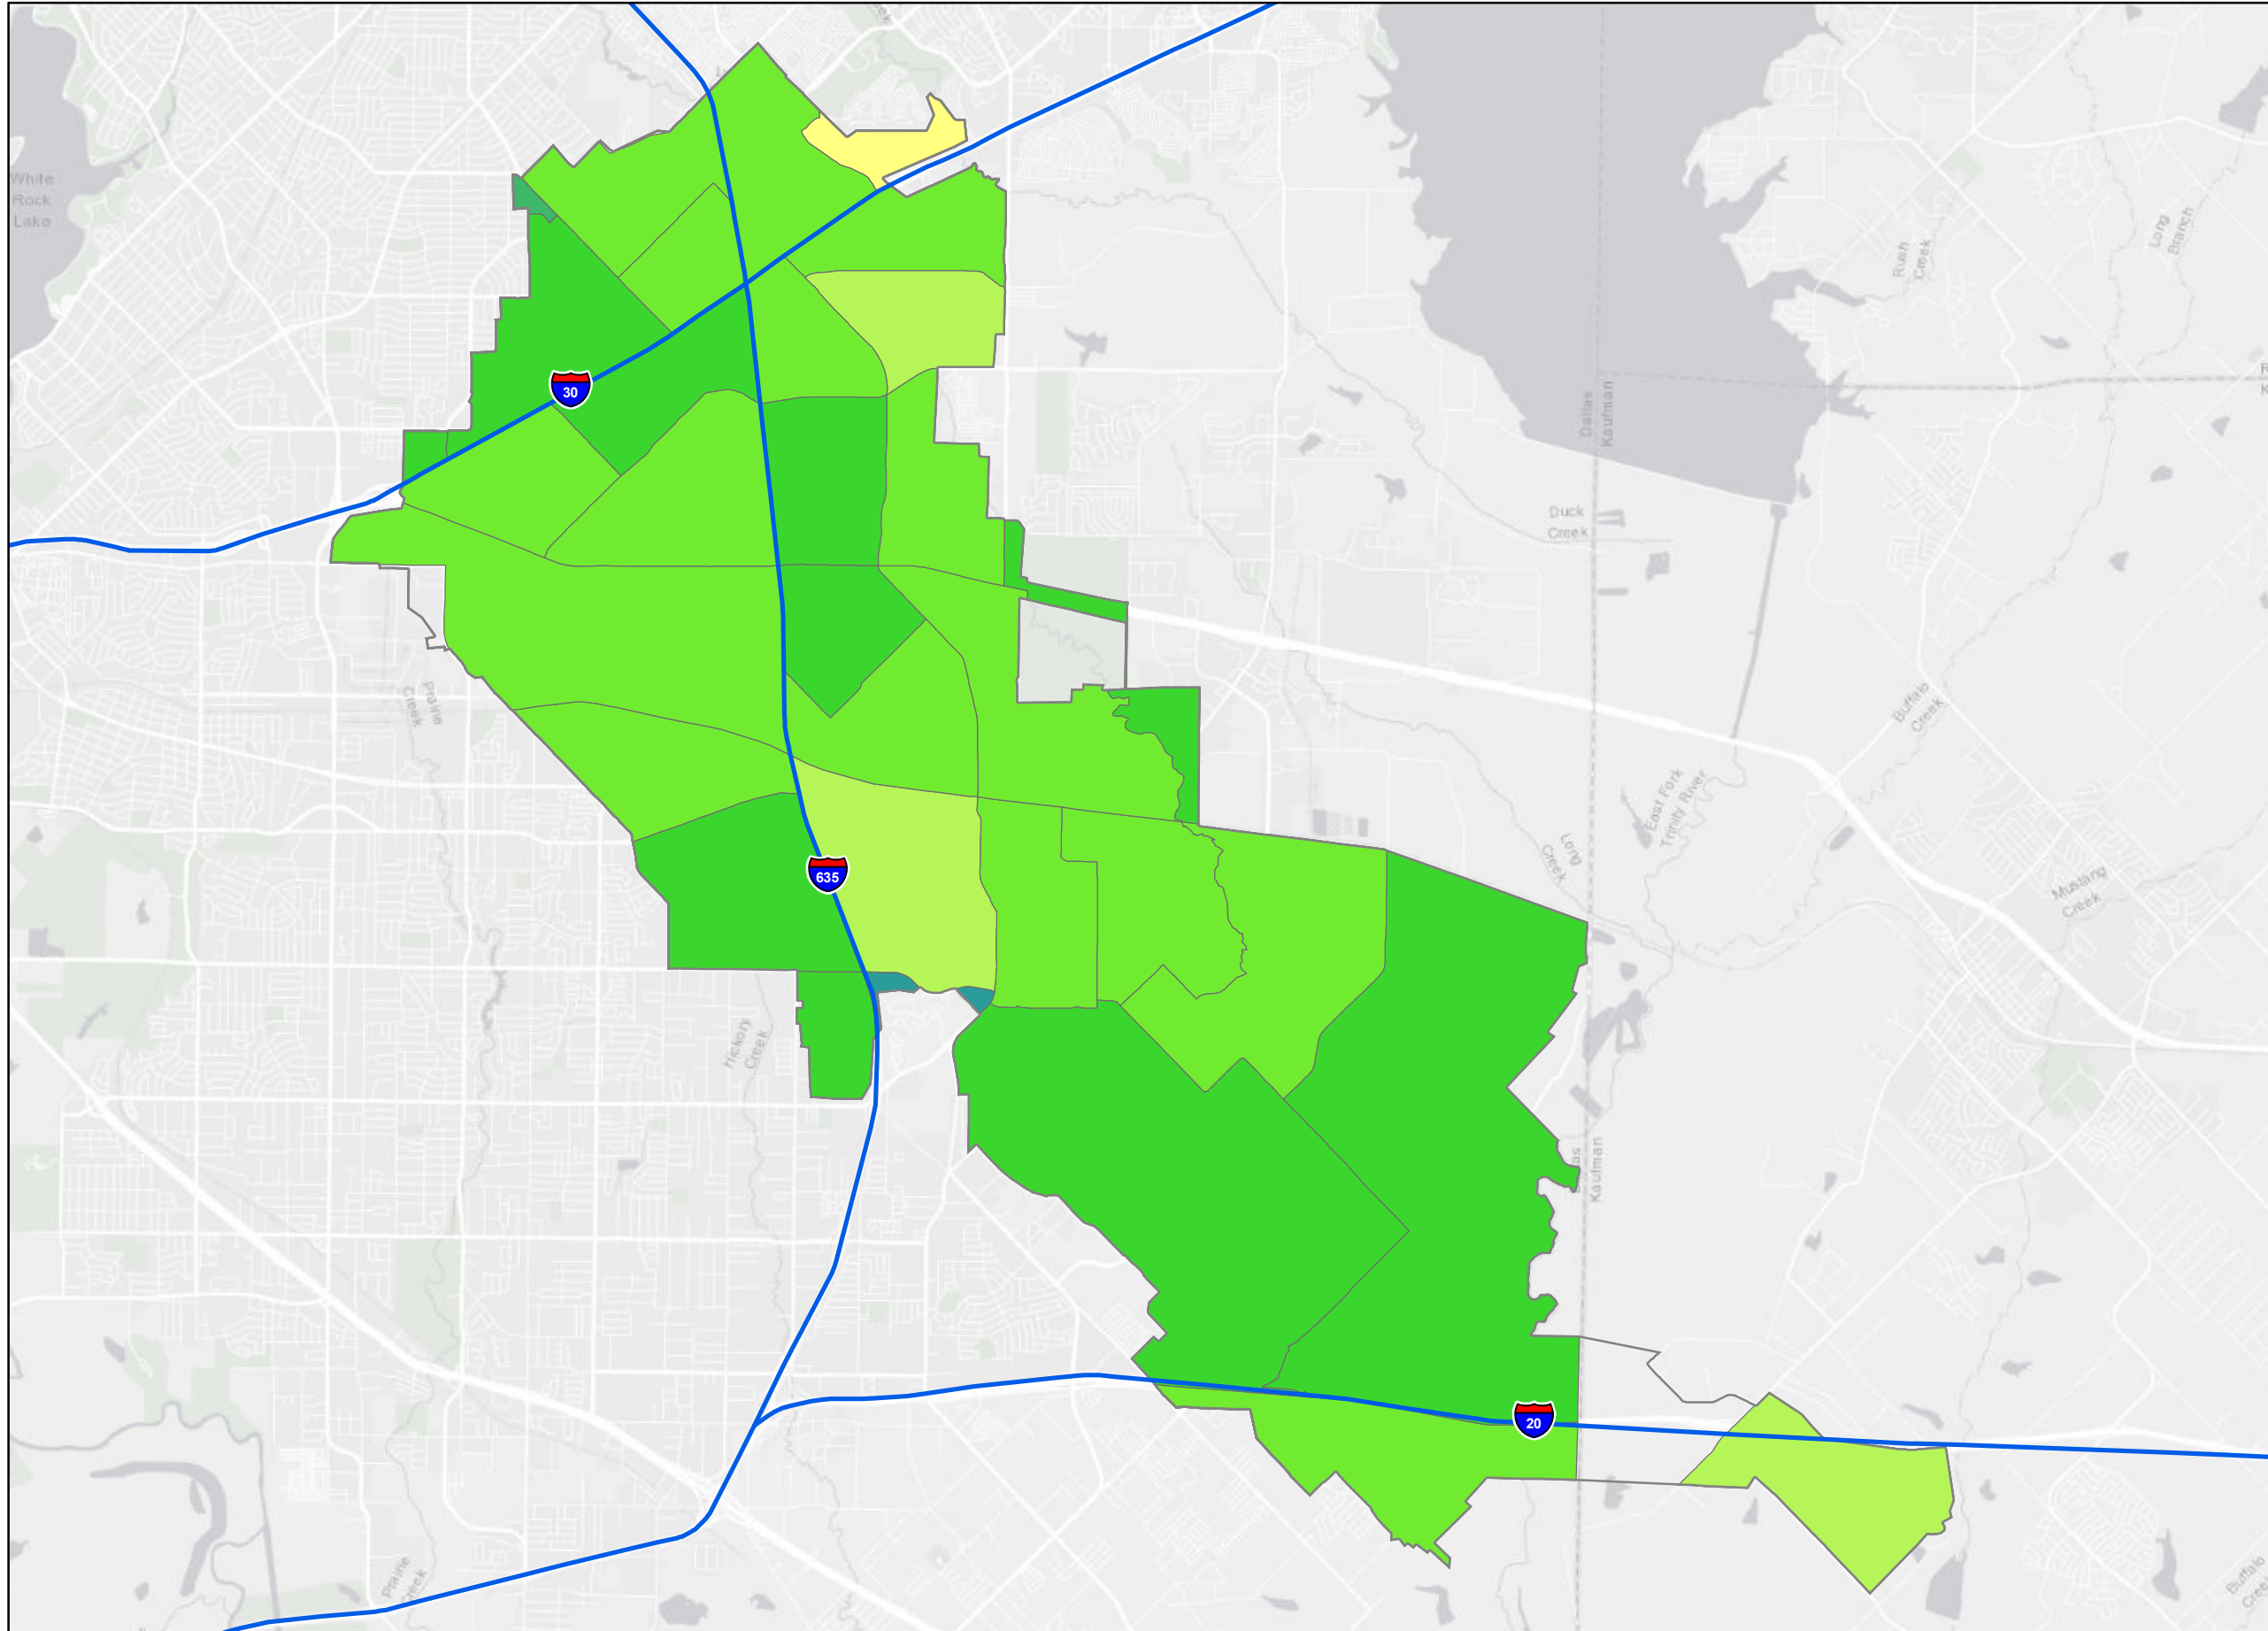 White
Rock
Lake
Rush
Creek
Long
Branch
Dallas
Kaufman
30
Duck
Creek
Prairie
Creek
Buffalo
Creek
East Fork
Trinity River
Long
Creek
635
Mustang
Creek
Hickory
Creek
Kaufman
20
Prairie
Creek
Buffalo